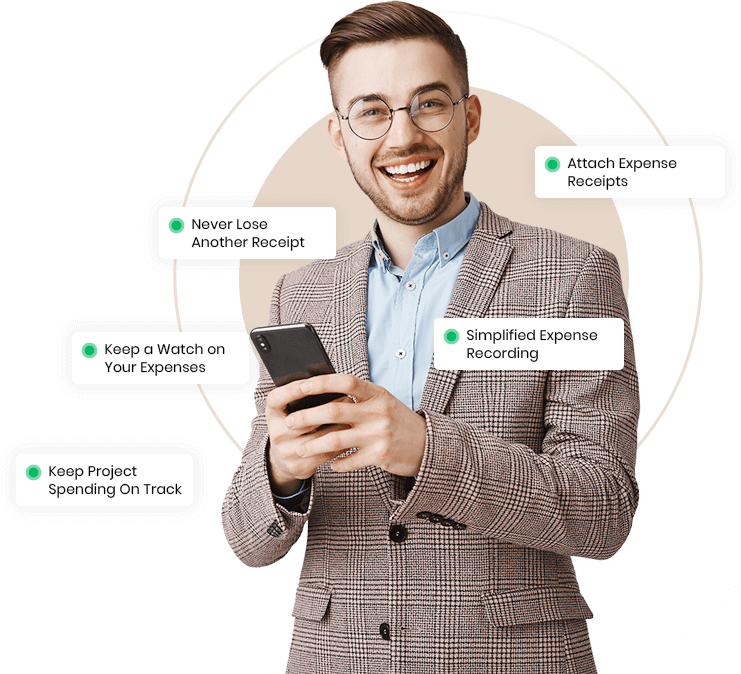 Attach Expense
Receipts
Never Lose
Another Receipt
Simplified Expense
Recording
Keep a Watch on
Your Expenses
Keep Project
Spending On Track